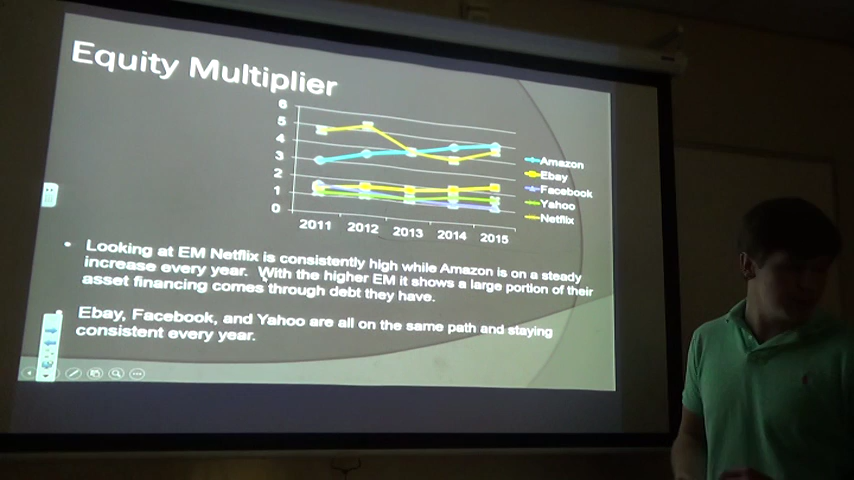 Equity Multiplier
6
5
4
3
2
1
0
2011 2012 2013 2014 2015
Amazon
Ebay
Facebook
Yahoo
Netflix
• Looking at EM Netflix is consistently high while Amazon is on a steady
increase every year. With the higher EM it shows a large portion of their
asset financing comes through debt they have.
Ebay, Facebook, and Yahoo are all on the same path and staying
consistent every year.